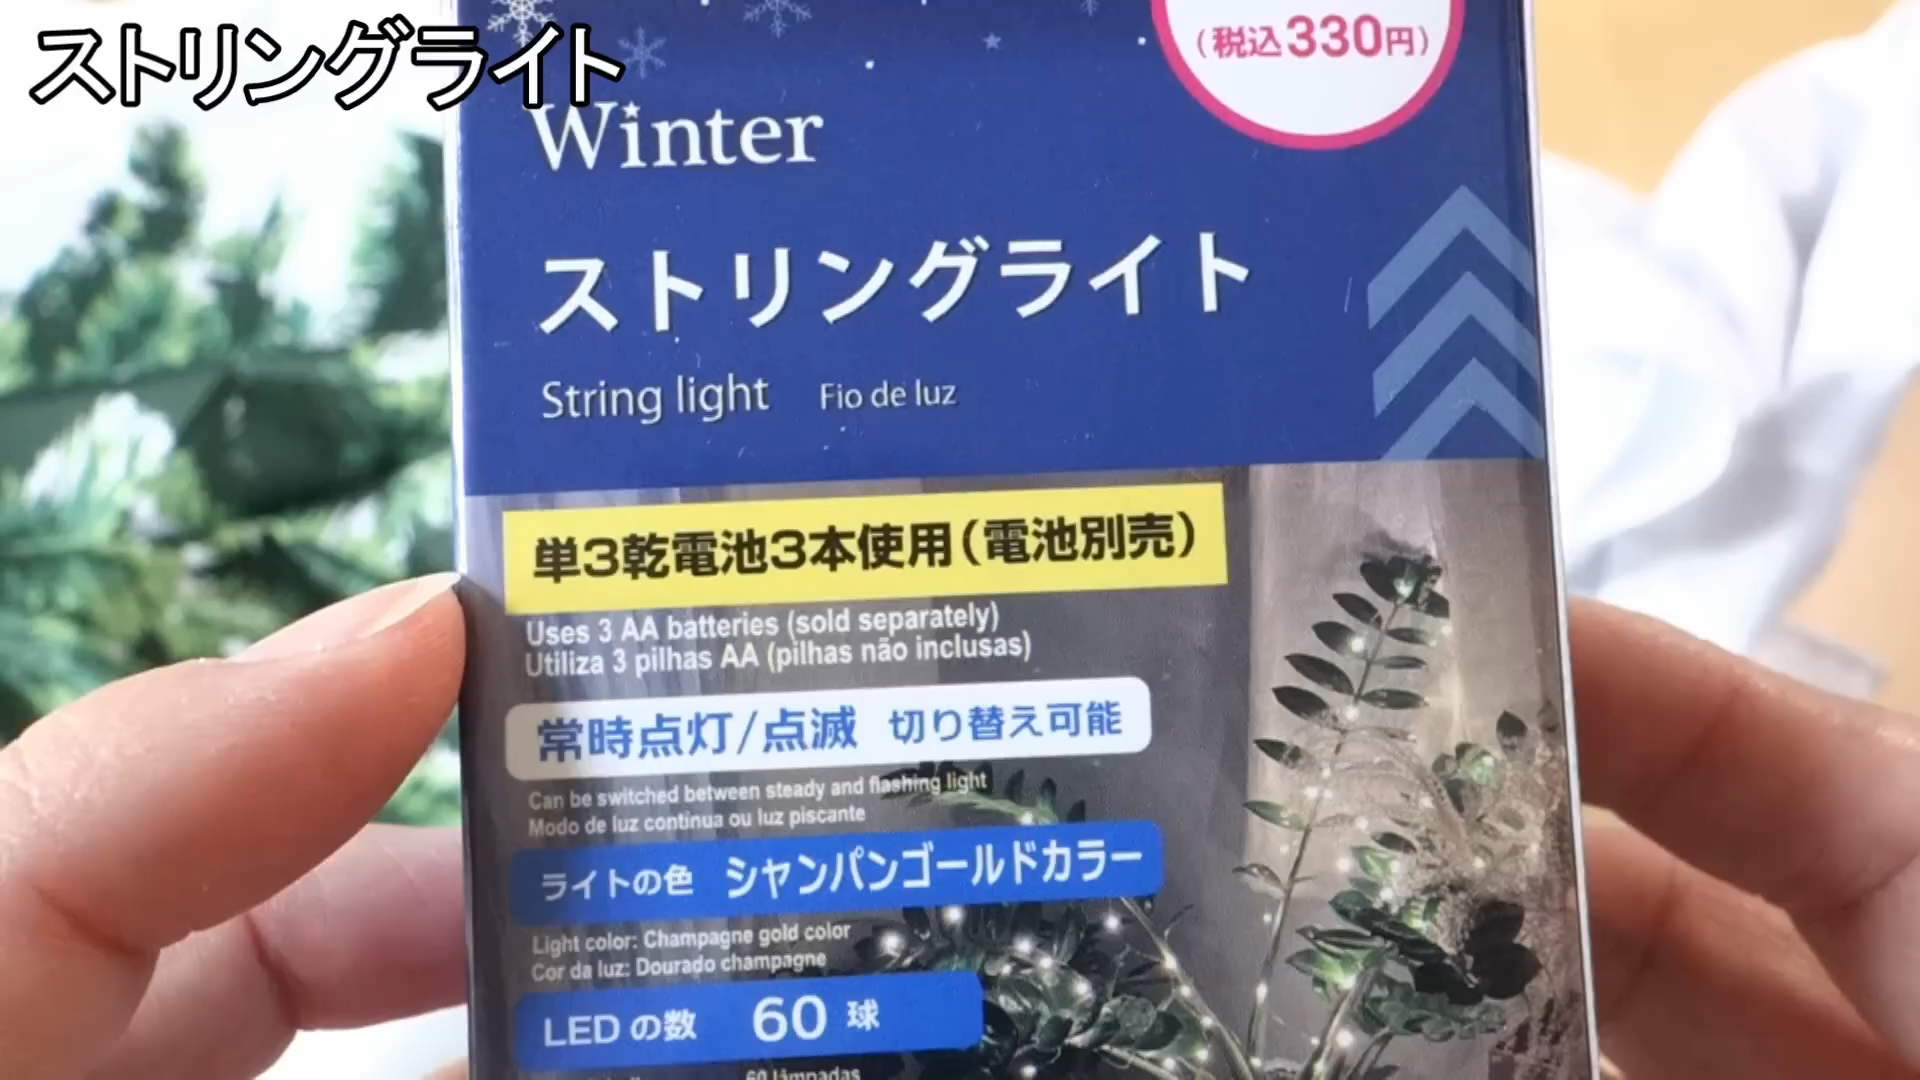 ストリングライト
(税込330円)
Winter
ストリングライト
String light Fio de luz
単3乾電池3本使用(電池別売)
Uses 3 AA batteries (sold separately)
Utiliza 3 pilhas AA (pilhas não inclusas)
常時点灯/点滅 切り替え可能
Can be switched between steady and flashing light
Modo de luz contínua ou luz piscante
ライトの色 シャンパンゴールドカラー
Light color: Champagne gold color
Cor da luz: Dourado champagne
LEDの数 60 球
60 lâmpadas